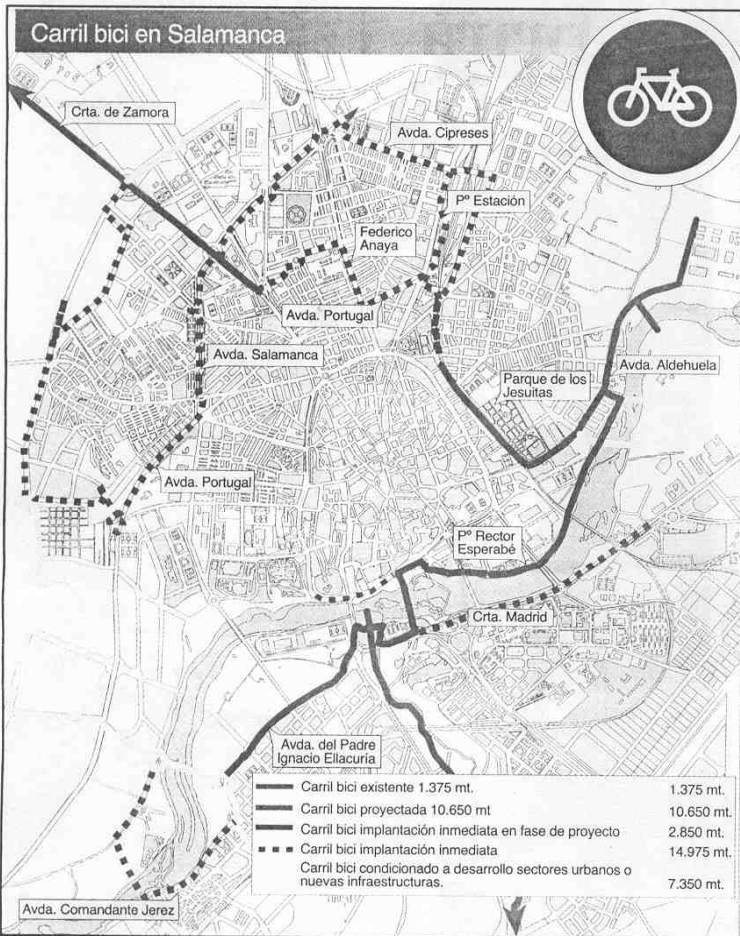 Carril bici en Salamanca
Crta. de Zamora
Avda. Cipreses
Pº Estación
Federico
Anaya
Avda. Portugal
Avda. Salamanca
Parque de los
Jesuitas
Avda. Aldehuela
Avda. Portugal
Pº Rector
Esperabé
Crta. Madrid
Avda. del Padre
Ignacio Ellacuría
Carril bici existente 1.375 mt. 1.375 mt.
Carril bici proyectada 10.650 mt 10.650 mt.
Carril bici implantación inmediata en fase de proyecto 2.850 mt.
Carril bici implantación inmediata 14.975 mt.
Carril bici condicionado a desarrollo sectores urbanos o
nuevas infraestructuras. 7.350 mt.
Avda. Comandante Jerez